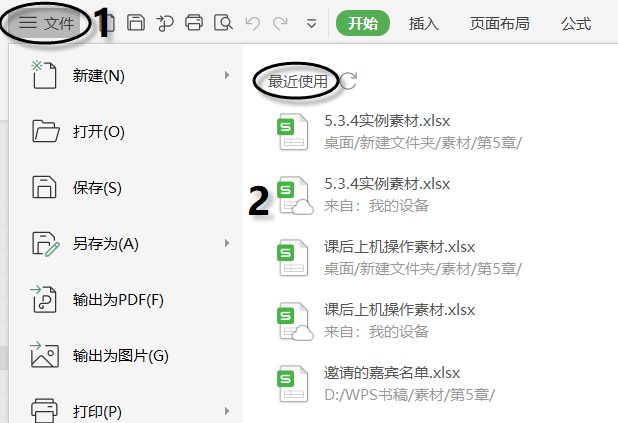 文件 1 开始 插入 页面布局 公式
新建(N)
打开(O)
保存(S)
另存为(A)
输出为PDF(F)
输出为图片(G)
打印(P)
最近使用
5.3.4实例素材.xlsx
桌面/新建文件夹/素材/第5章/
2
5.3.4实例素材.xlsx
来自：我的设备
课后上机操作素材.xlsx
桌面/新建文件夹/素材/第5章/
课后上机操作素材.xlsx
来自：我的设备
邀请的嘉宾名单.xlsx
D:/WPS书稿/素材/第5章/